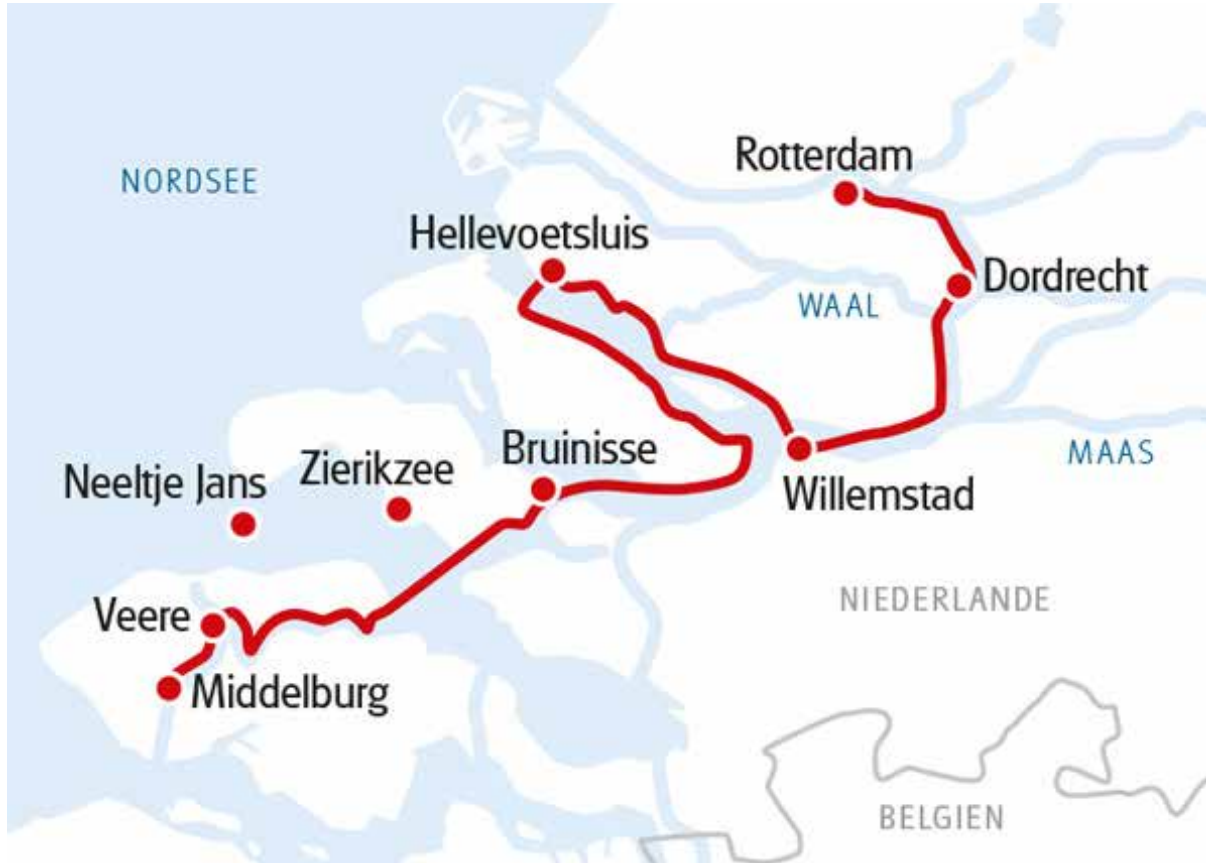 Rotterdam
NORDSEE
Hellevoetsluis
Dordrecht
WAAL
Bruinisse
MAAS
Zierikzee
Neeltje Jans
Willemstad
NIEDERLANDE
Veere
Middelburg
BELGIEN